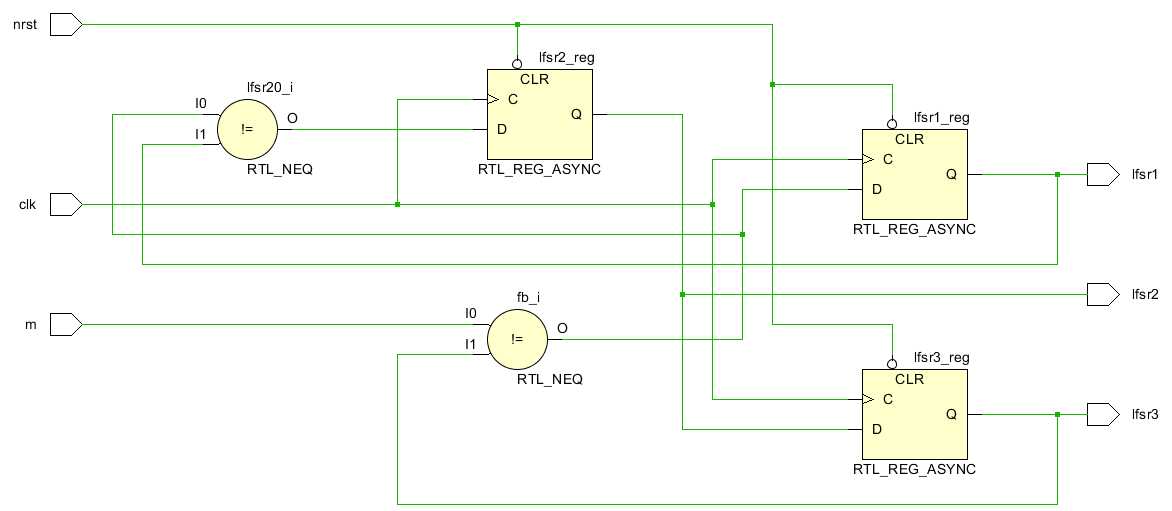 nrst
lfsr2_reg
CLR
C
D
Q
RTL_REG_ASYNC
lfsr20_i
I0
I1
!=
O
RTL_NEQ
lfsr1_reg
CLR
C
D
Q
RTL_REG_ASYNC
lfsr1
clk
lfsr2
m
fb_i
I0
I1
!=
O
RTL_NEQ
lfsr3_reg
CLR
C
D
Q
RTL_REG_ASYNC
lfsr3